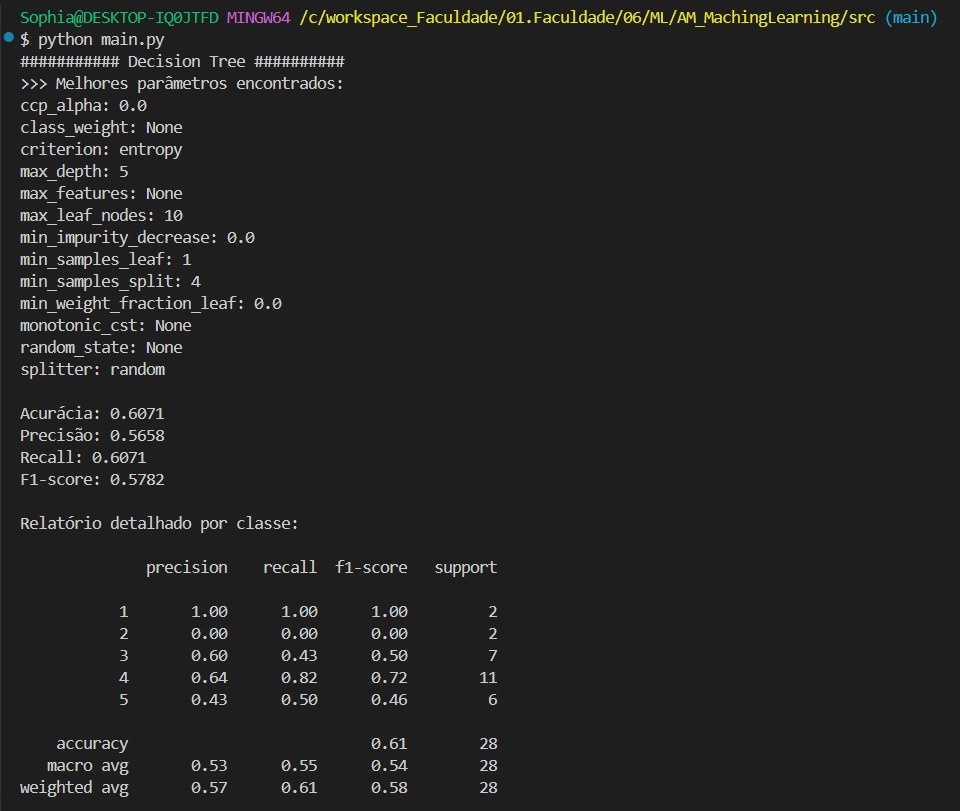 Sophia@DESKTOP-IQ0JTFD MINGW64 /c/workspace_Faculdade/01.Faculdade/06/ML/AM_MachingLearning/src (main)
$ python main.py
########### Decision Tree ##########
>>> Melhores parâmetros encontrados:
ccp_alpha: 0.0
class_weight: None
criterion: entropy
max_depth: 5
max_features: None
max_leaf_nodes: 10
min_impurity_decrease: 0.0
min_samples_leaf: 1
min_samples_split: 4
min_weight_fraction_leaf: 0.0
monotonic_cst: None
random_state: None
splitter: random
Acurácia: 0.6071
Precisão: 0.5658
Recall: 0.6071
F1-score: 0.5782
Relatório detalhado por classe:
precision recall f1-score support
1 1.00 1.00 1.00 2
2 0.00 0.00 0.00 2
3 0.60 0.43 0.50 7
4 0.64 0.82 0.72 11
5 0.43 0.50 0.46 6
accuracy 0.61 28
macro avg 0.53 0.55 0.54 28
weighted avg 0.57 0.61 0.58 28